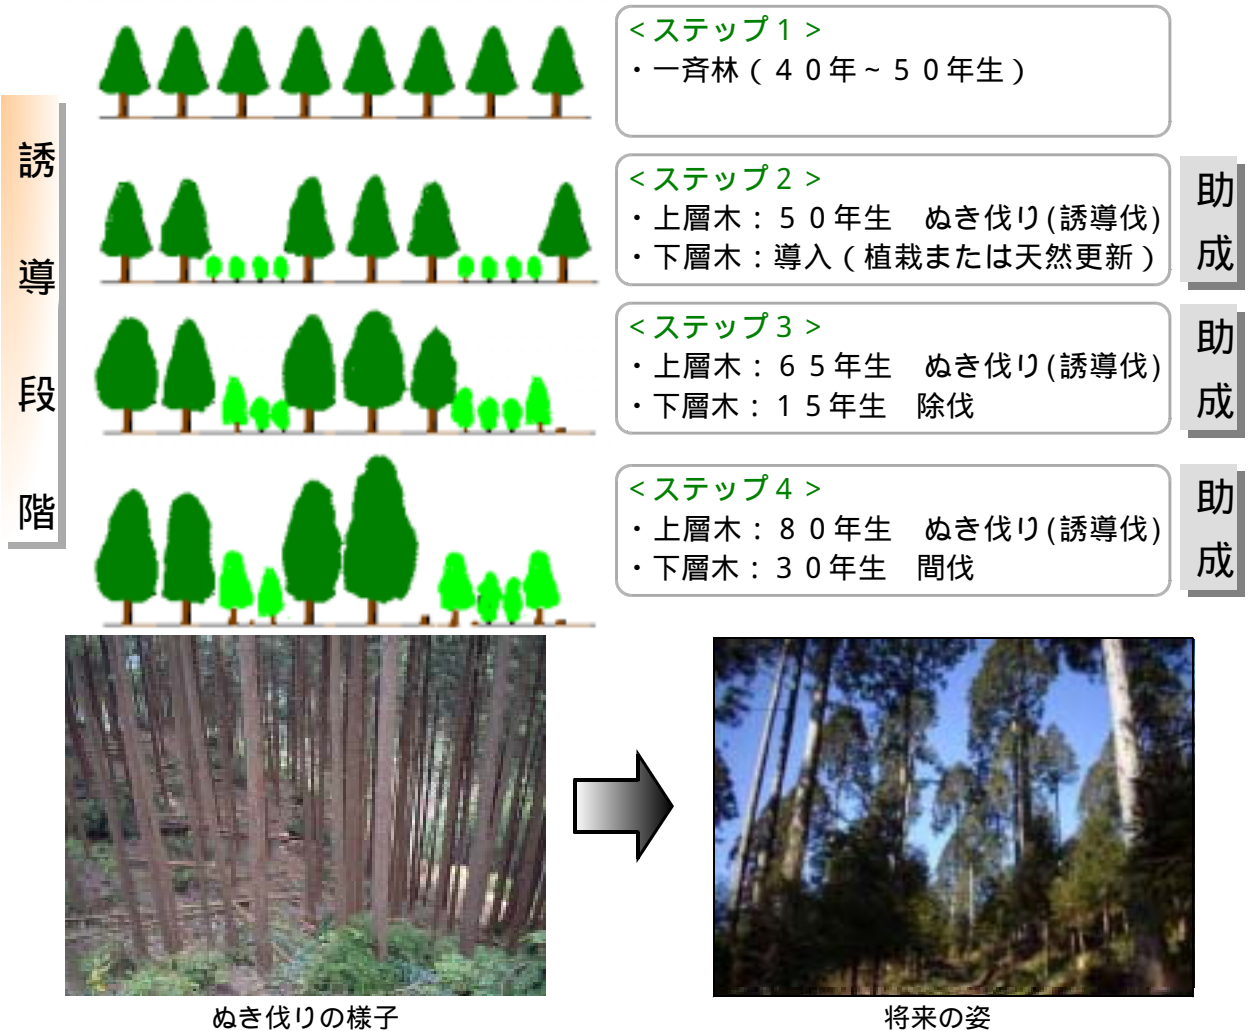 誘導段階
<ステップ１>
・一斉林（４０年～５０年生）
<ステップ２>
・上層木：５０年生　ぬき伐り(誘導伐)
・下層木：導入（植栽または天然更新）
助成
<ステップ３>
・上層木：６５年生　ぬき伐り(誘導伐)
・下層木：１５年生　除伐
助成
<ステップ４>
・上層木：８０年生　ぬき伐り(誘導伐)
・下層木：３０年生　間伐
助成
ぬき伐りの様子
将来の姿